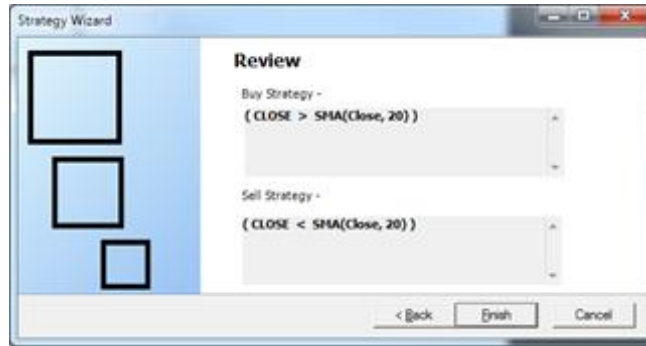 Strategy Wizard
Review
Buy Strategy -
( CLOSE > SMA(Close, 20) )
Sell Strategy -
( CLOSE < SMA(Close, 20) )
< Back Finish Cancel